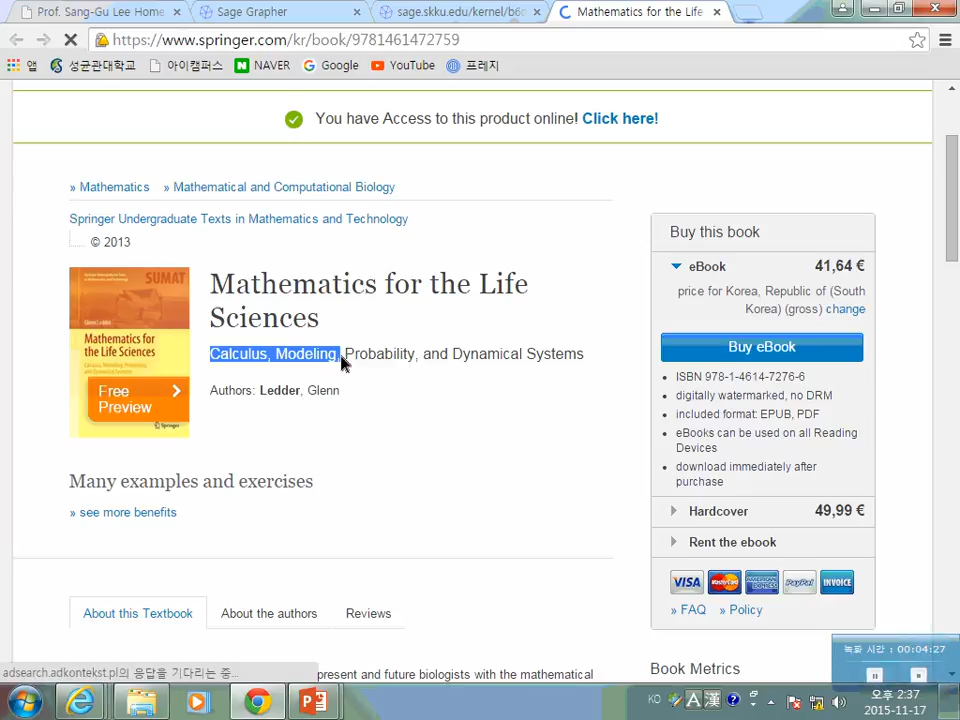 Prof. Sang-Gu Lee Home
Sage Grapher
sage.skku.edu/kernel/b6c
Mathematics for the Life
https://www.springer.com/kr/book/9781461472759
앱
성균관대학교
아이캠퍼스
NAVER
Google
YouTube
프레지
You have Access to this product online! Click here!
» Mathematics » Mathematical and Computational Biology
Springer Undergraduate Texts in Mathematics and Technology
© 2013
SUMAT
Mathematics for
the Life Sciences
Free
Preview
Springer
Mathematics for the Life
Sciences
Calculus, Modeling, Probability, and Dynamical Systems
Authors: Ledder, Glenn
Many examples and exercises
» see more benefits
Buy this book
eBook 41,64 €
price for Korea, Republic of (South
Korea) (gross) change
Buy eBook
ISBN 978-1-4614-7276-6
digitally watermarked, no DRM
included format: EPUB, PDF
eBooks can be used on all Reading
Devices
download immediately after
purchase
Hardcover 49,99 €
Rent the ebook
VISA MasterCard PayPal INVOICE
» FAQ » Policy
About this Textbook
About the authors
Reviews
present and future biologists with the mathematical
Book Metrics
adsearch.adkontekst.pl의 응답을 기다리는 중...
녹화 시간 : 00:04:27
KO
A
漢
오후 2:37
2015-11-17